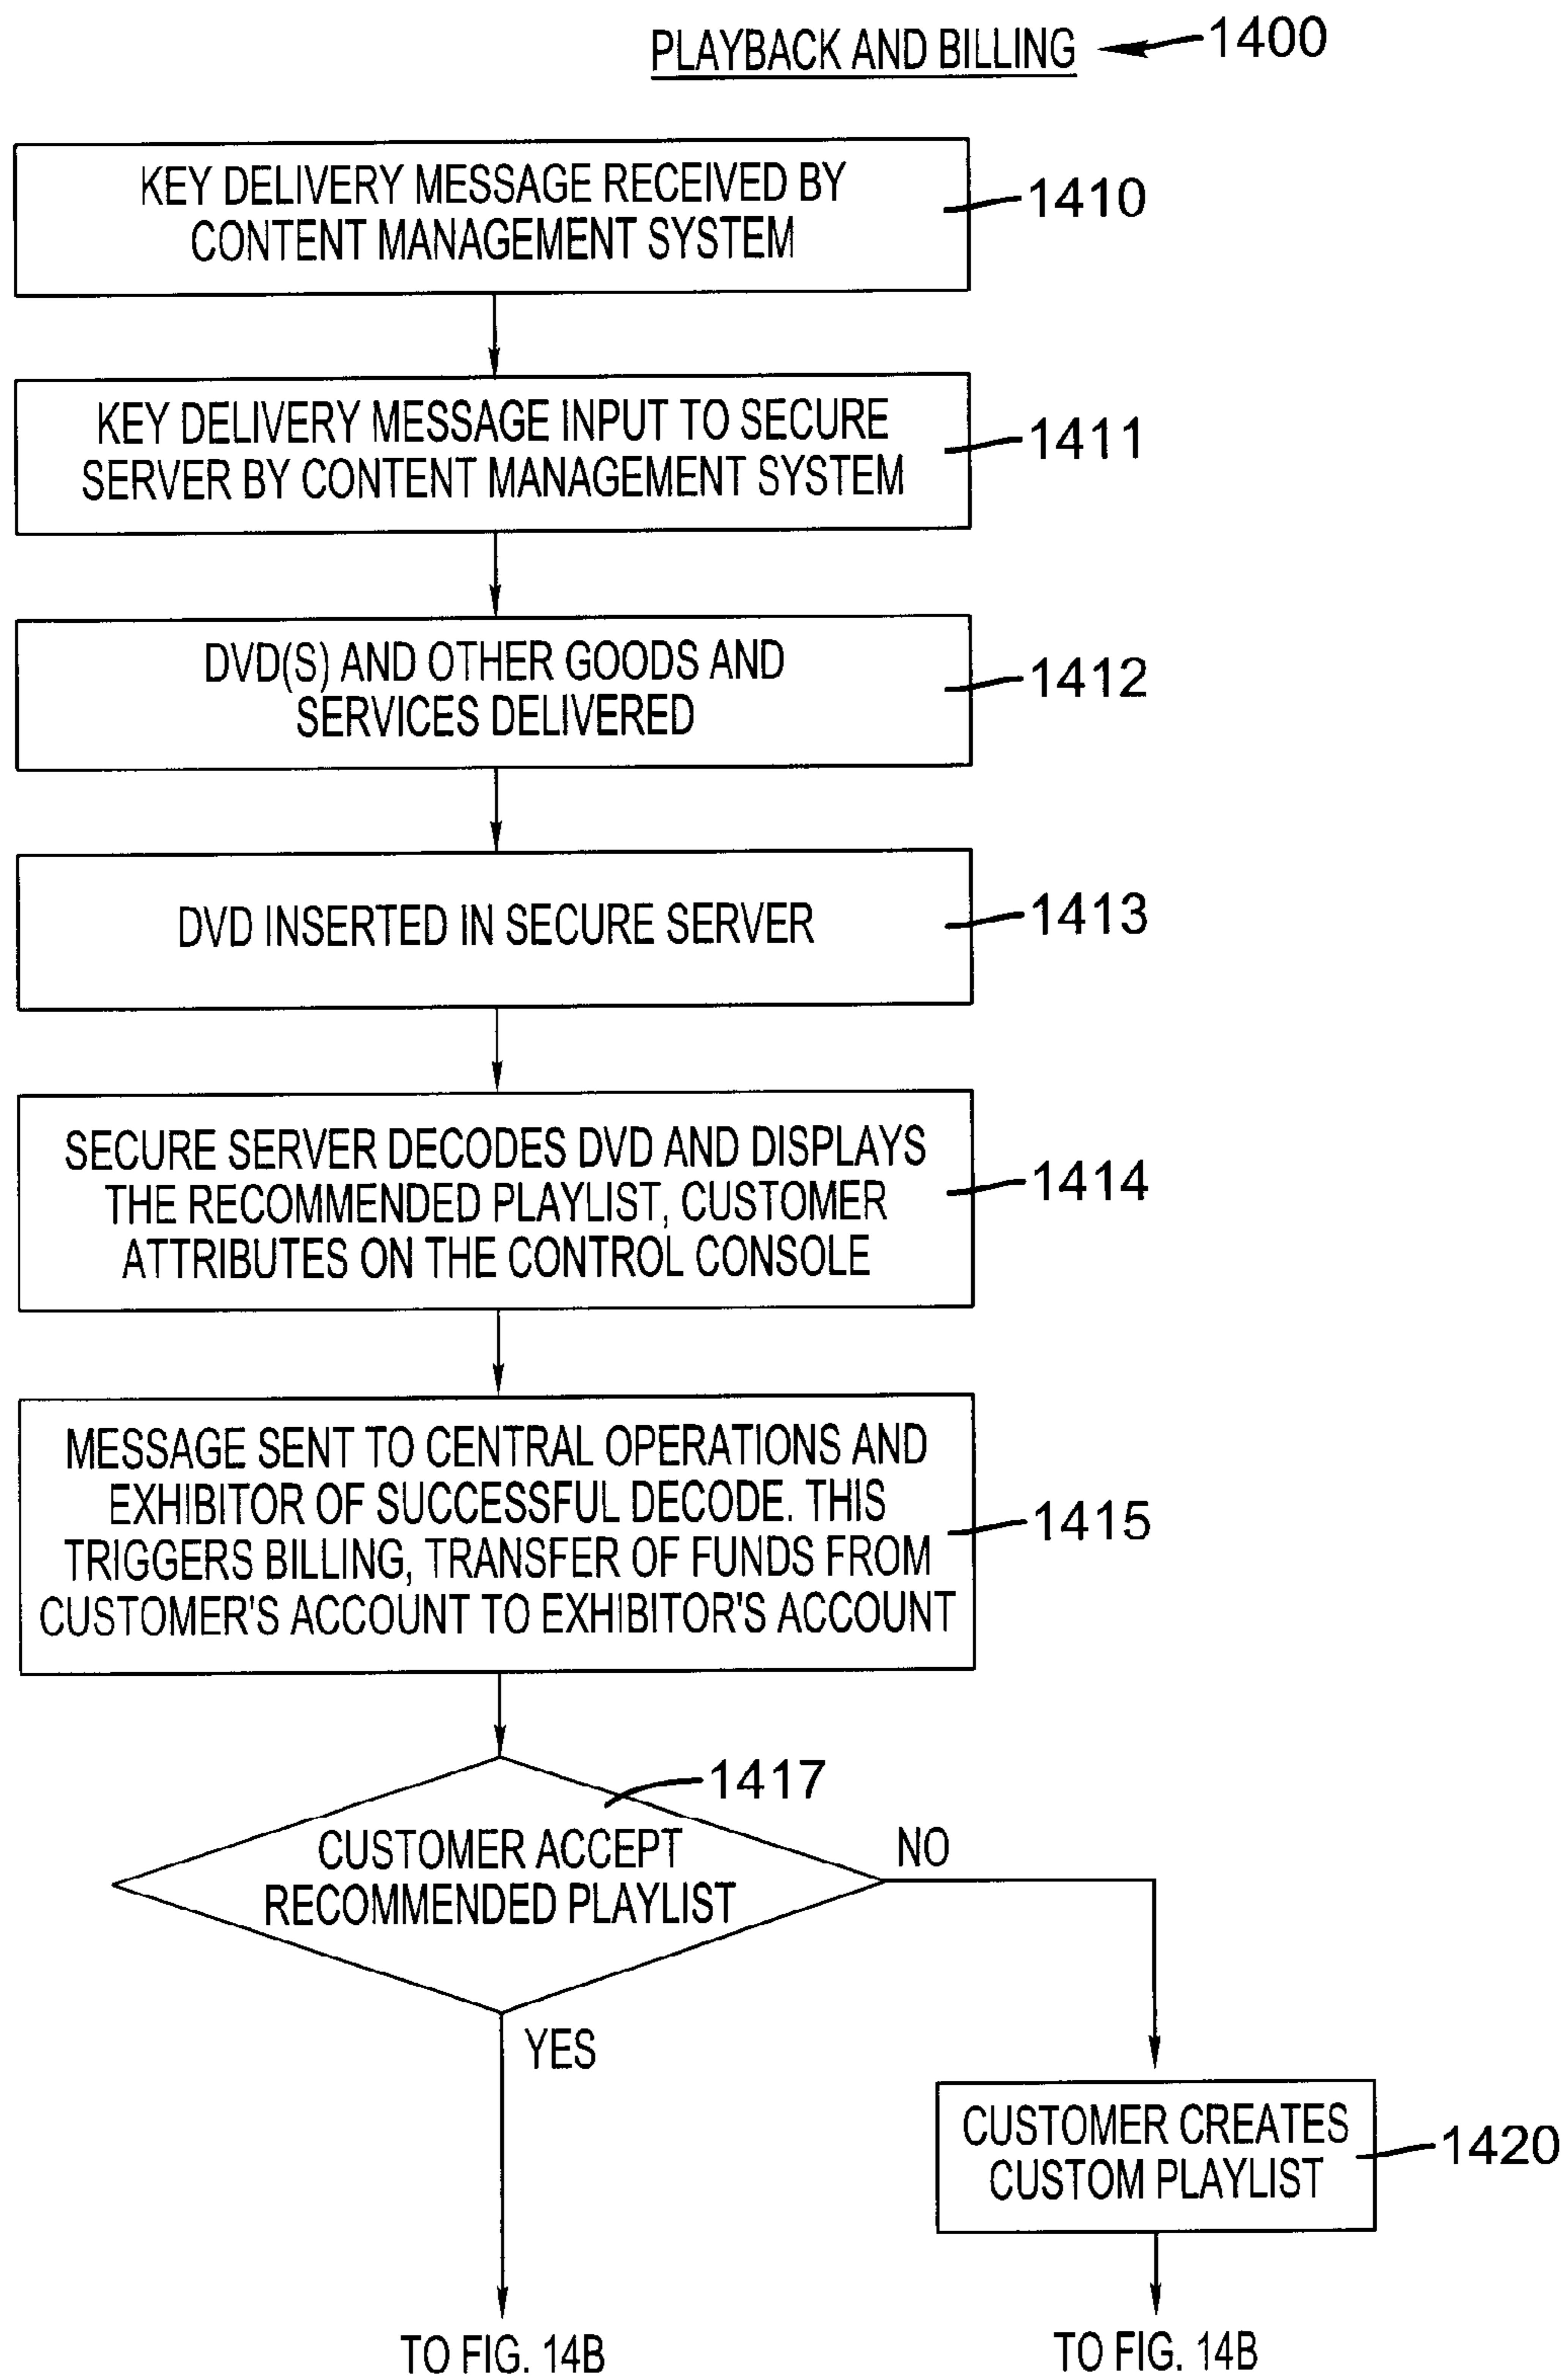 PLAYBACK AND BILLING
1400
KEY DELIVERY MESSAGE RECEIVED BY
CONTENT MANAGEMENT SYSTEM
1410
KEY DELIVERY MESSAGE INPUT TO SECURE
SERVER BY CONTENT MANAGEMENT SYSTEM
1411
DVD(S) AND OTHER GOODS AND
SERVICES DELIVERED
1412
DVD INSERTED IN SECURE SERVER
1413
SECURE SERVER DECODES DVD AND DISPLAYS
THE RECOMMENDED PLAYLIST, CUSTOMER
ATTRIBUTES ON THE CONTROL CONSOLE
1414
MESSAGE SENT TO CENTRAL OPERATIONS AND
EXHIBITOR OF SUCCESSFUL DECODE. THIS
TRIGGERS BILLING, TRANSFER OF FUNDS FROM
CUSTOMER'S ACCOUNT TO EXHIBITOR'S ACCOUNT
1415
1417
CUSTOMER ACCEPT
RECOMMENDED PLAYLIST
NO
YES
CUSTOMER CREATES
CUSTOM PLAYLIST
1420
TO FIG. 14B
TO FIG. 14B